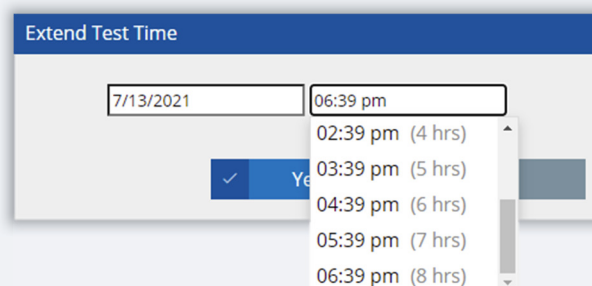 Extend Test Time
7/13/2021 06:39 pm
02:39 pm (4 hrs)
03:39 pm (5 hrs)
04:39 pm (6 hrs)
05:39 pm (7 hrs)
06:39 pm (8 hrs)